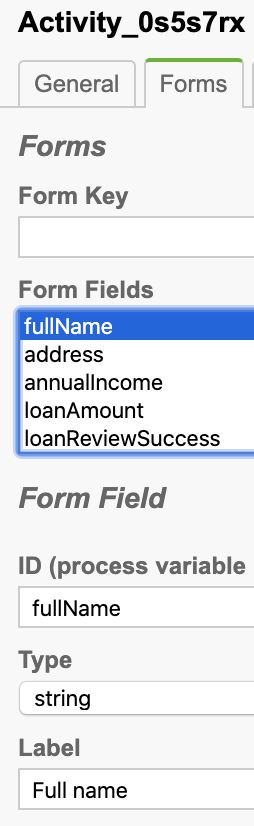 Activity_0s5s7rx
General
Forms
Forms
Form Key
Form Fields
fullName
address
annualIncome
loanAmount
loanReviewSuccess
Form Field
ID (process variable
fullName
Type
string
Label
Full name